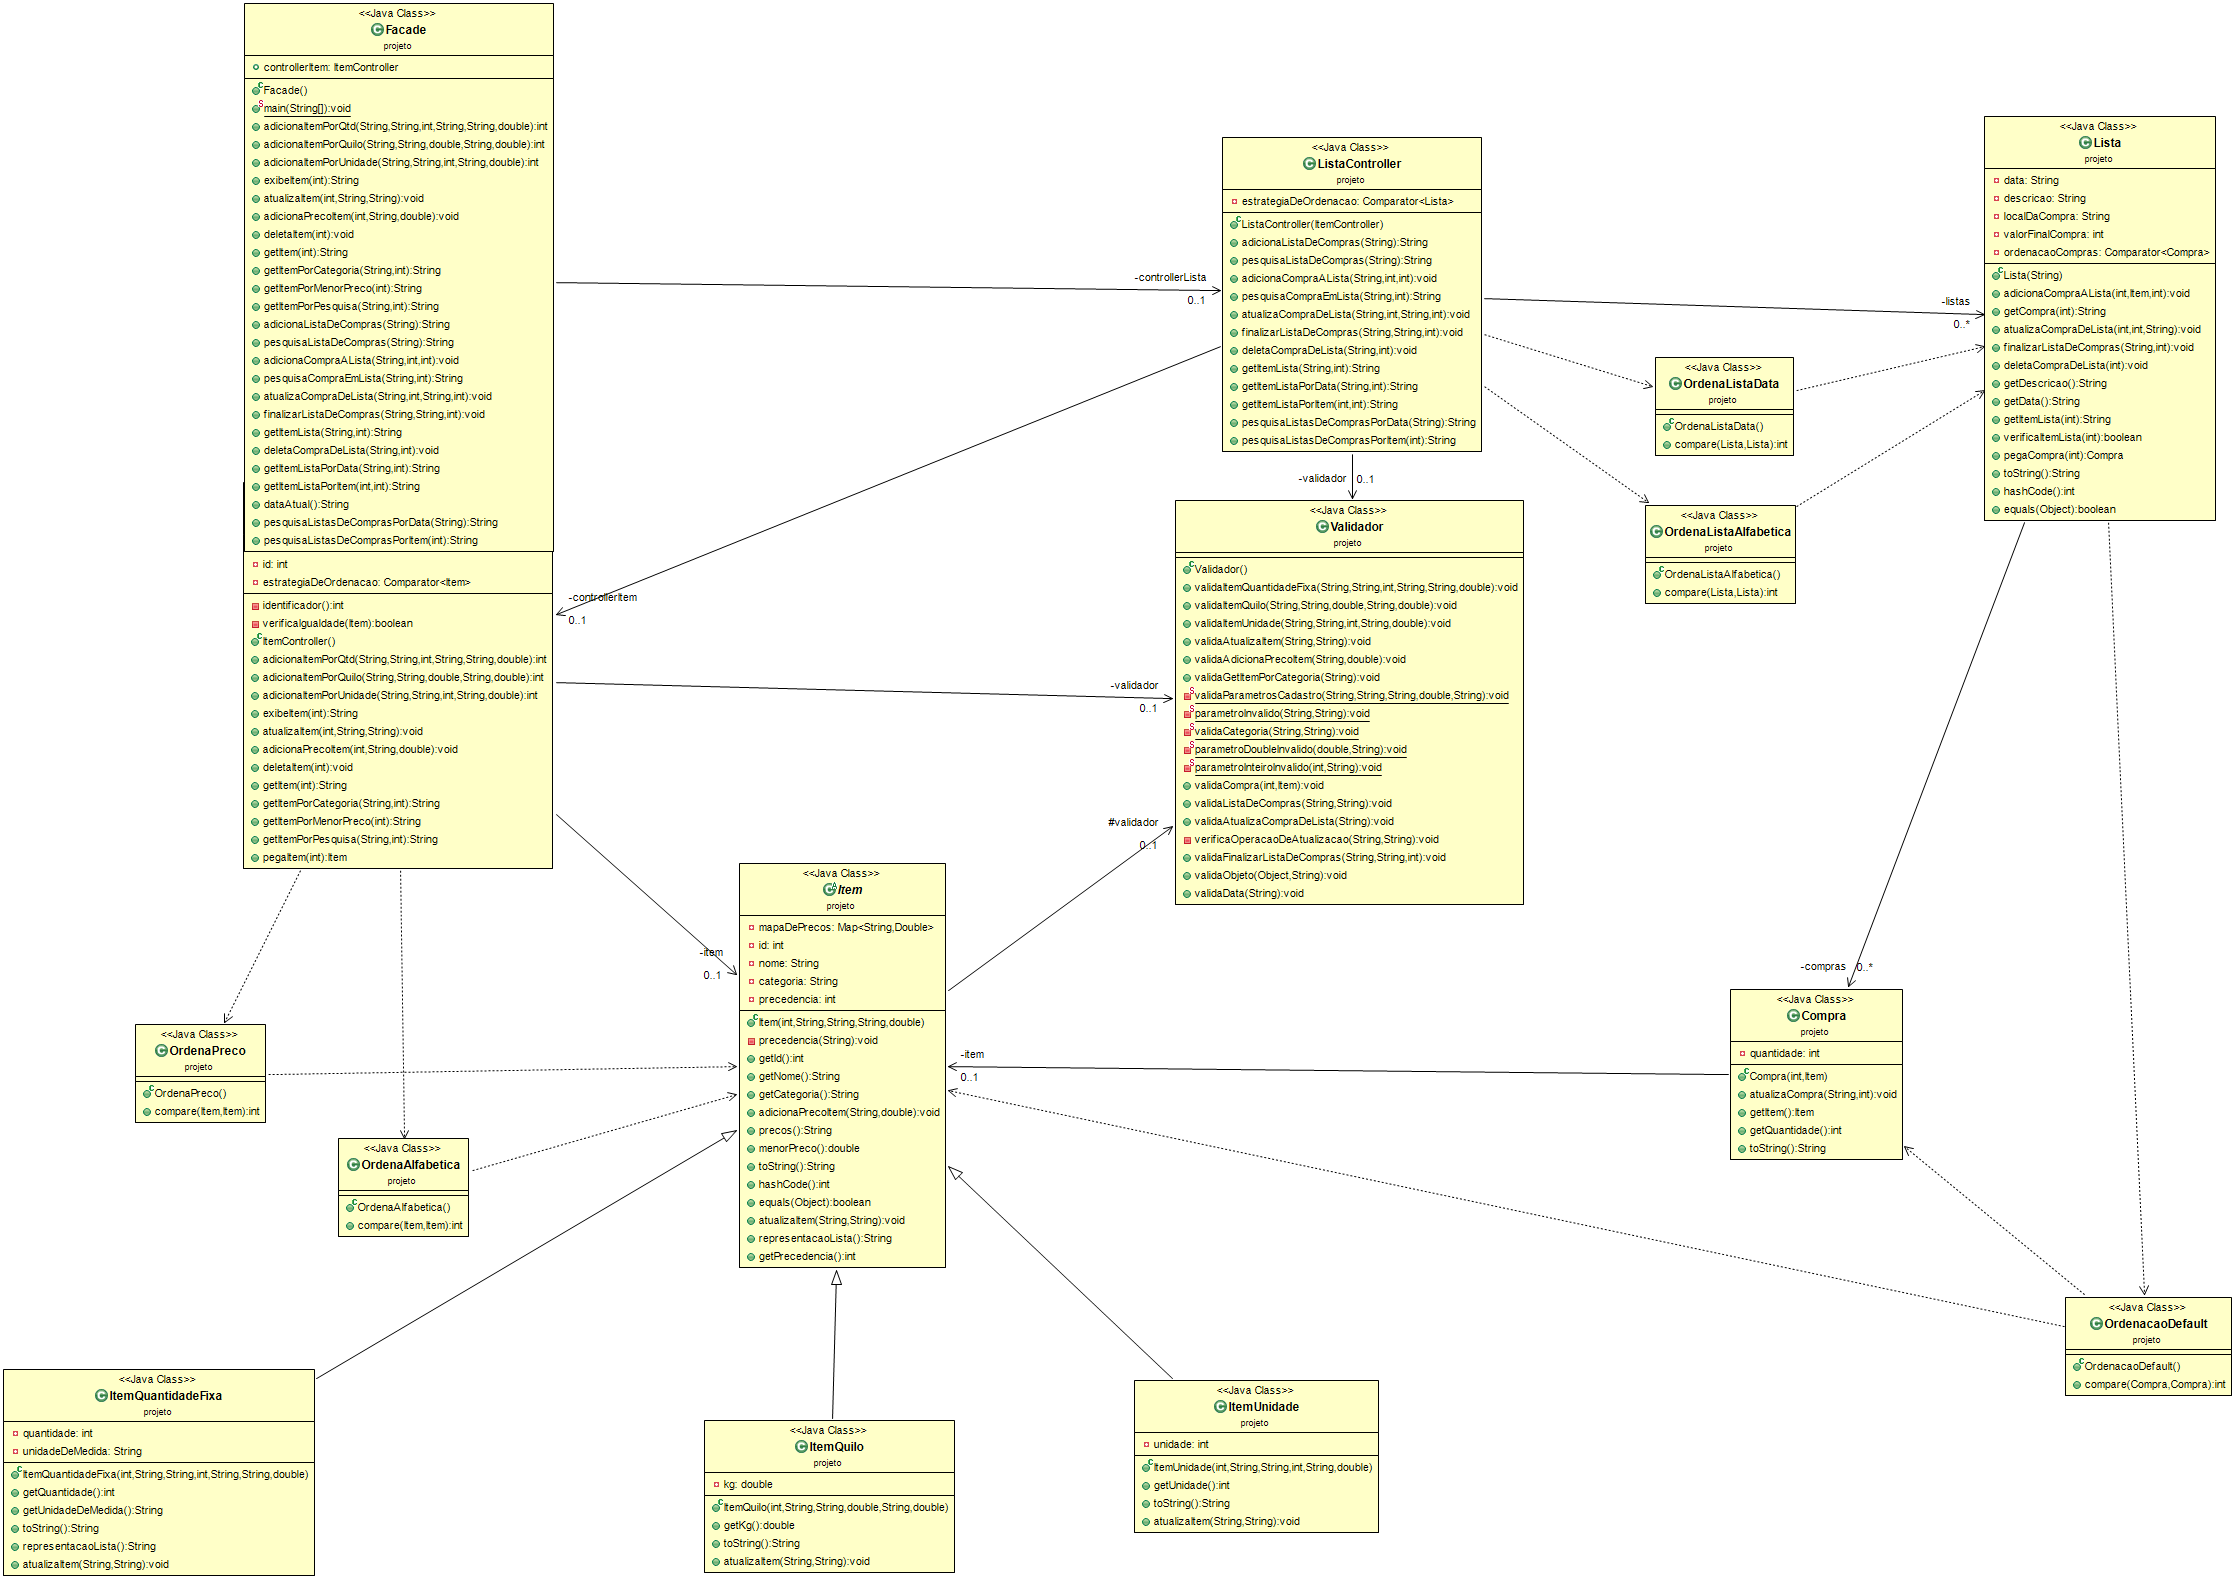 <<Java Class>>
Facade
projeto
controllerItem: ItemController
Facade()
main(String[]):void
adicionaItemPorQtd(String,String,int,String,String,double):int
adicionaItemPorQuilo(String,String,double,String,double):int
adicionaItemPorUnidade(String,String,int,String,double):int
exibeItem(int):String
atualizaItem(int,String,String):void
adicionaPrecoItem(int,String,double):void
deletaItem(int):void
getItem(int):String
getItemPorCategoria(String,int):String
getItemPorMenorPreco(int):String
getItemPorPesquisa(String,int):String
adicionaListaDeCompras(String):String
pesquisaListaDeCompras(String):String
adicionaCompraALista(String,int,int):void
pesquisaCompraEmLista(String,int):String
atualizaCompraDeLista(String,int,String,int):void
finalizarListaDeCompras(String,String,int):void
getItemLista(String,int):String
deletaCompraDeLista(String,int):void
getItemListaPorData(String,int):String
getItemListaPorItem(int,int):String
dataAtual():String
pesquisaListasDeComprasPorData(String):String
pesquisaListasDeComprasPorItem(int):String
id: int
estrategiaDeOrdenacao: Comparator<Item>
identificador():int
verificaIgualdade(Item):boolean
ItemController()
adicionaItemPorQtd(String,String,int,String,String,double):int
adicionaItemPorQuilo(String,String,double,String,double):int
adicionaItemPorUnidade(String,String,int,String,double):int
exibeItem(int):String
atualizaItem(int,String,String):void
adicionaPrecoItem(int,String,double):void
deletaItem(int):void
getItem(int):String
getItemPorCategoria(String,int):String
getItemPorMenorPreco(int):String
getItemPorPesquisa(String,int):String
pegaItem(int):Item
-controllerLista
0..1
<<Java Class>>
ListaController
projeto
estrategiaDeOrdenacao: Comparator<Lista>
ListaController(ItemController)
adicionaListaDeCompras(String):String
pesquisaListaDeCompras(String):String
adicionaCompraALista(String,int,int):void
pesquisaCompraEmLista(String,int):String
atualizaCompraDeLista(String,int,String,int):void
finalizarListaDeCompras(String,String,int):void
deletaCompraDeLista(String,int):void
getItemLista(String,int):String
getItemListaPorData(String,int):String
getItemListaPorItem(int,int):String
pesquisaListasDeComprasPorData(String):String
pesquisaListasDeComprasPorItem(int):String
-listas
0..*
<<Java Class>>
Lista
projeto
data: String
descricao: String
localDaCompra: String
valorFinalCompra: int
ordenacaoCompras: Comparator<Compra>
Lista(String)
adicionaCompraALista(int,Item,int):void
getCompra(int):String
atualizaCompraDeLista(int,int,String):void
finalizarListaDeCompras(String,int):void
deletaCompraDeLista(int):void
getDescricao():String
getData():String
getItemLista(int):String
verificaItemLista(int):boolean
pegaCompra(int):Compra
toString():String
hashCode():int
equals(Object):boolean
<<Java Class>>
OrdenaListaData
projeto
OrdenaListaData()
compare(Lista,Lista):int
<<Java Class>>
OrdenaListaAlfabetica
projeto
OrdenaListaAlfabetica()
compare(Lista,Lista):int
-validador
0..1
-controllerItem
0..1
-validador
0..1
#validador
0..1
<<Java Class>>
Validador
projeto
Validador()
validaItemQuantidadeFixa(String,String,int,String,String,double):void
validaItemQuilo(String,String,double,String,double):void
validaItemUnidade(String,String,int,String,double):void
validaAtualizaItem(String,String):void
validaAdicionaPrecoItem(String,double):void
validaGetItemPorCategoria(String):void
validaParametrosCadastro(String,String,String,double,String):void
parametroInvalido(String,String):void
validaCategoria(String,String):void
parametroDoubleInvalido(double,String):void
parametroInteiroInvalido(int,String):void
validaCompra(int,Item):void
validaListaDeCompras(String,String):void
validaAtualizaCompraDeLista(String):void
verificaOperacaoDeAtualizacao(String,String):void
validaFinalizarListaDeCompras(String,String,int):void
validaObjeto(Object,String):void
validaData(String):void
-item
0..1
<<Java Class>>
Item
projeto
mapaDePrecos: Map<String,Double>
id: int
nome: String
categoria: String
precedencia: int
Item(int,String,String,String,double)
precedencia(String):void
getId():int
getNome():String
getCategoria():String
adicionaPrecoItem(String,double):void
precos():String
menorPreco():double
toString():String
hashCode():int
equals(Object):boolean
atualizaItem(String,String):void
representacaoLista():String
getPrecedencia():int
-item
0..1
-compras
0..*
<<Java Class>>
Compra
projeto
quantidade: int
Compra(int,Item)
atualizaCompra(String,int):void
getItem():Item
getQuantidade():int
toString():String
<<Java Class>>
OrdenaPreco
projeto
OrdenaPreco()
compare(Item,Item):int
<<Java Class>>
OrdenaAlfabetica
projeto
OrdenaAlfabetica()
compare(Item,Item):int
<<Java Class>>
OrdenacaoDefault
projeto
OrdenacaoDefault()
compare(Compra,Compra):int
<<Java Class>>
ItemQuantidadeFixa
projeto
quantidade: int
unidadeDeMedida: String
ItemQuantidadeFixa(int,String,String,int,String,String,double)
getQuantidade():int
getUnidadeDeMedida():String
toString():String
representacaoLista():String
atualizaItem(String,String):void
<<Java Class>>
ItemQuilo
projeto
kg: double
ItemQuilo(int,String,String,double,String,double)
getKg():double
toString():String
atualizaItem(String,String):void
<<Java Class>>
ItemUnidade
projeto
unidade: int
ItemUnidade(int,String,String,int,String,double)
getUnidade():int
toString():String
atualizaItem(String,String):void